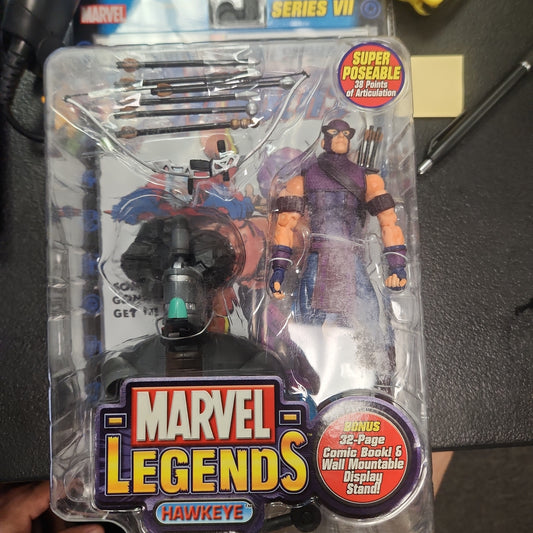 MARVEL
SERIES VII
SUPER
POSEABLE
38 Points
of Articulation
GET
MARVEL
LEGENDS
HAWKEYE
BONUS
32-Page
Comic Book! &
Wall Mountable
Display
Stand!